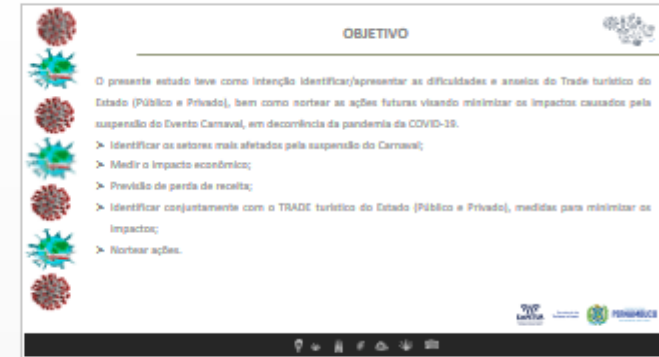 OBJETIVO
O presente estudo teve como intenção identificar/apresentar as dificuldades e anseios do Trade turístico do
Estado (Público e Privado), bem como nortear as ações futuras visando minimizar os impactos causados pela
suspensão do Evento Carnaval, em decorrência da pandemia da COVID-19.
➤ Identificar os setores mais afetados pela suspensão do Carnaval;
➤ Medir o impacto econômico;
➤ Previsão de perda de receita;
➤ Identificar conjuntamente com o TRADE turístico do Estado (Público e Privado), medidas para minimizar os
impactos;
➤ Nortear ações.
EMPETUR
PERNAMBUCO